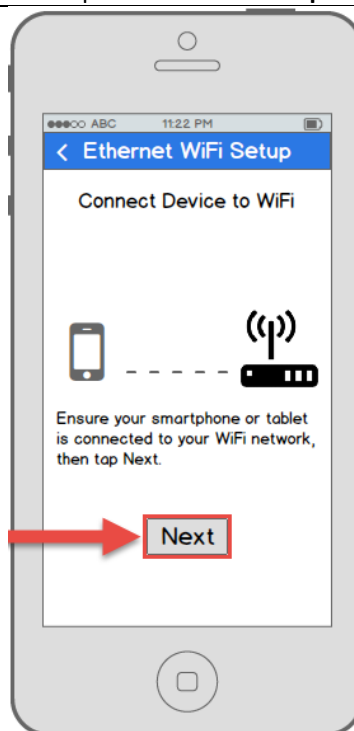 ABC 11:22 PM
< Ethernet WiFi Setup
Connect Device to WiFi
Ensure your smartphone or tablet
is connected to your WiFi network,
then tap Next.
Next